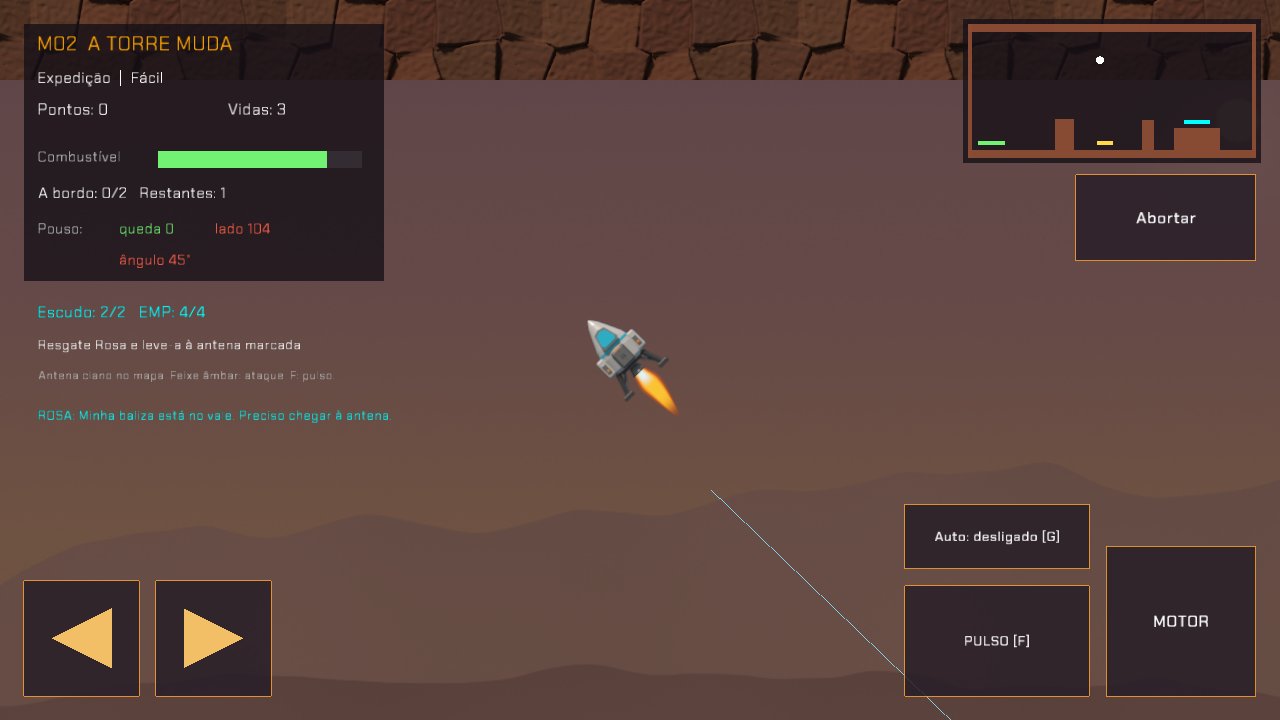 M02 A TORRE MUDA
Expedição | Fácil
Pontos: 0 Vidas: 3
Combustível
A bordo: 0/2 Restantes: 1
Pouso: queda 0 lado 104
ângulo 45°
Escudo: 2/2 EMP: 4/4
Resgate Rosa e leve-a à antena marcada
Antena ciano no mapa. Feixe âmbar: ataque. F: pulso.
ROSA: Minha baliza está no vale. Preciso chegar à antena.
Abortar
Auto: desligado [G]
PULSO [F]
MOTOR